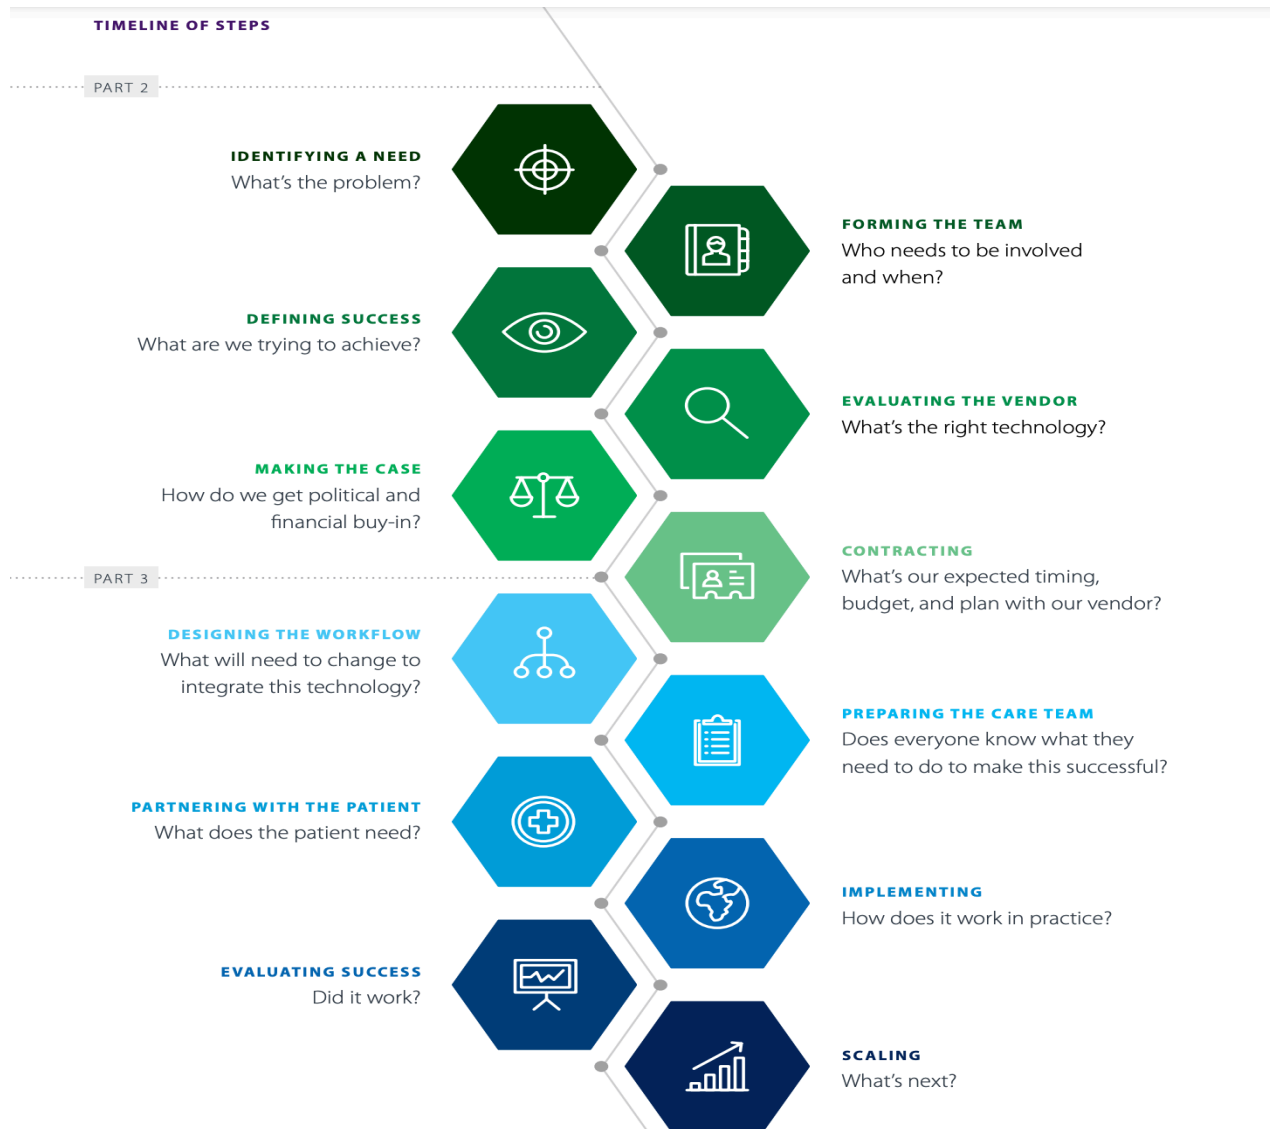 TIMELINE OF STEPS
PART 2
IDENTIFYING A NEED
What's the problem?
FORMING THE TEAM
Who needs to be involved
and when?
DEFINING SUCCESS
What are we trying to achieve?
EVALUATING THE VENDOR
What's the right technology?
MAKING THE CASE
How do we get political and
financial buy-in?
CONTRACTING
What's our expected timing,
budget, and plan with our vendor?
PART 3
DESIGNING THE WORKFLOW
What will need to change to
integrate this technology?
PREPARING THE CARE TEAM
Does everyone know what they
need to do to make this successful?
PARTNERING WITH THE PATIENT
What does the patient need?
IMPLEMENTING
How does it work in practice?
EVALUATING SUCCESS
Did it work?
SCALING
What's next?